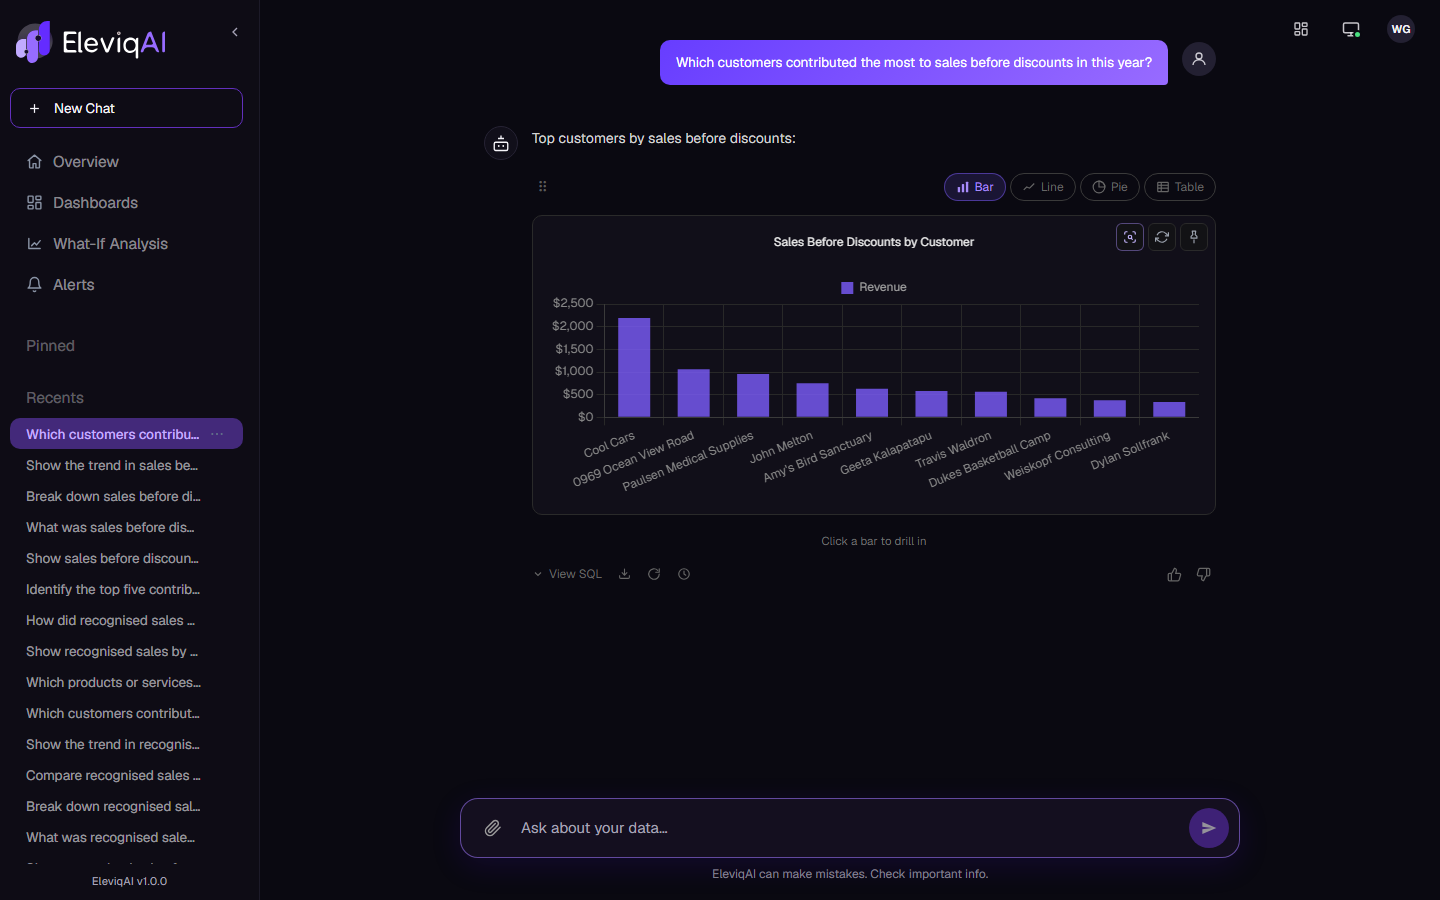 EleviqAI
New Chat
Overview
Dashboards
What-If Analysis
Alerts
Pinned
Recents
Which customers contribu...
Show the trend in sales be...
Break down sales before di...
What was sales before dis...
Show sales before discoun...
Identify the top five contrib...
How did recognised sales ...
Show recognised sales by ...
Which products or services...
Which customers contribut...
Show the trend in recognis...
Compare recognised sales ...
Break down recognised sal...
What was recognised sale...
EleviqAI v1.0.0
WG
Which customers contributed the most to sales before discounts in this year?
Top customers by sales before discounts:
Bar
Line
Pie
Table
Sales Before Discounts by Customer
Revenue
$2,500
$2,000
$1,500
$1,000
$500
$0
Cool Cars
0969 Ocean View Road
Paulsen Medical Supplies
John Melton
Amy's Bird Sanctuary
Geeta Kalapatapu
Travis Waldron
Dukes Basketball Camp
Weiskopf Consulting
Dylan Sollfrank
Click a bar to drill in
View SQL
Ask about your data...
EleviqAI can make mistakes. Check important info.